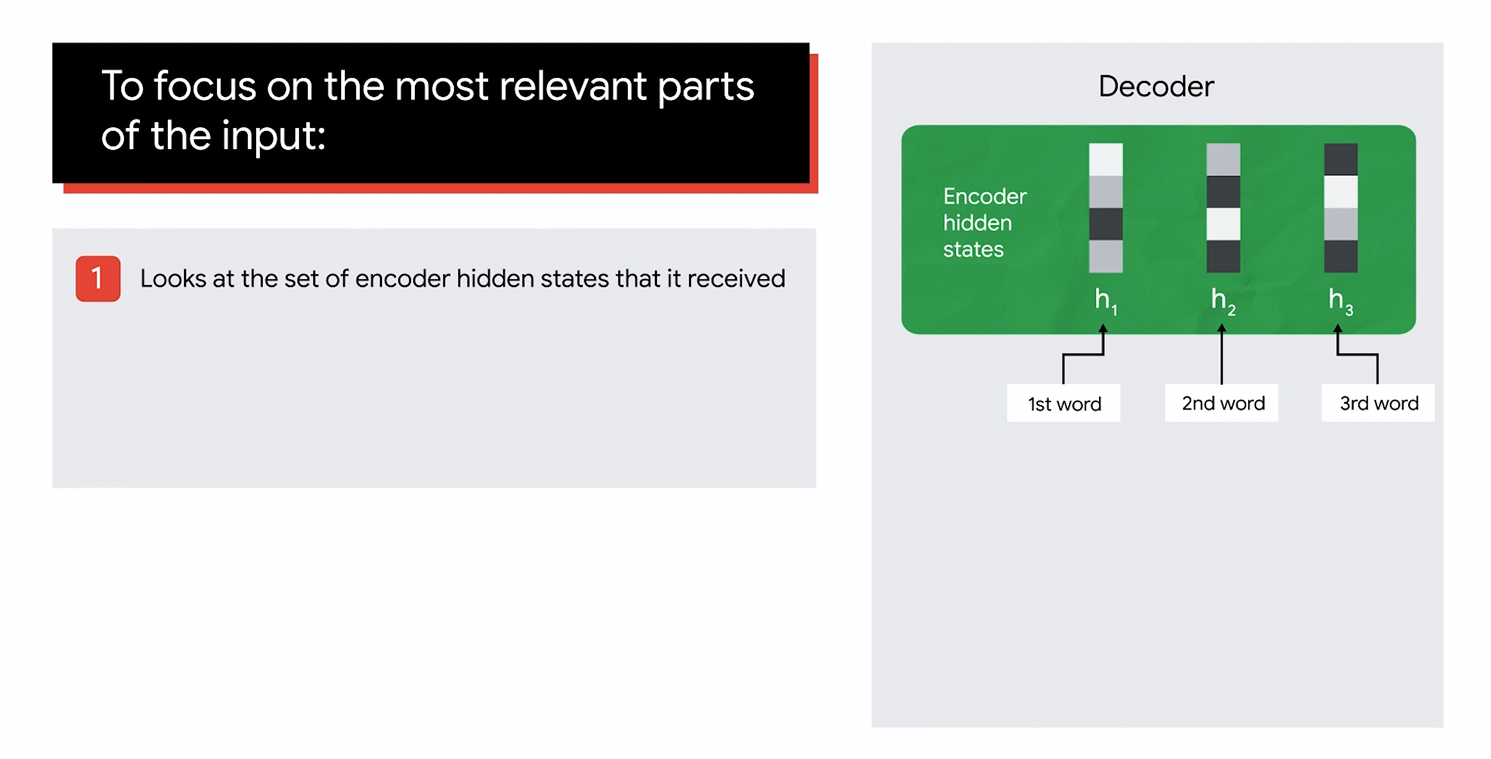 To focus on the most relevant parts
of the input:
1 Looks at the set of encoder hidden states that it received
Decoder
Encoder
hidden
states
h₁ h₂ h₃
1st word 2nd word 3rd word